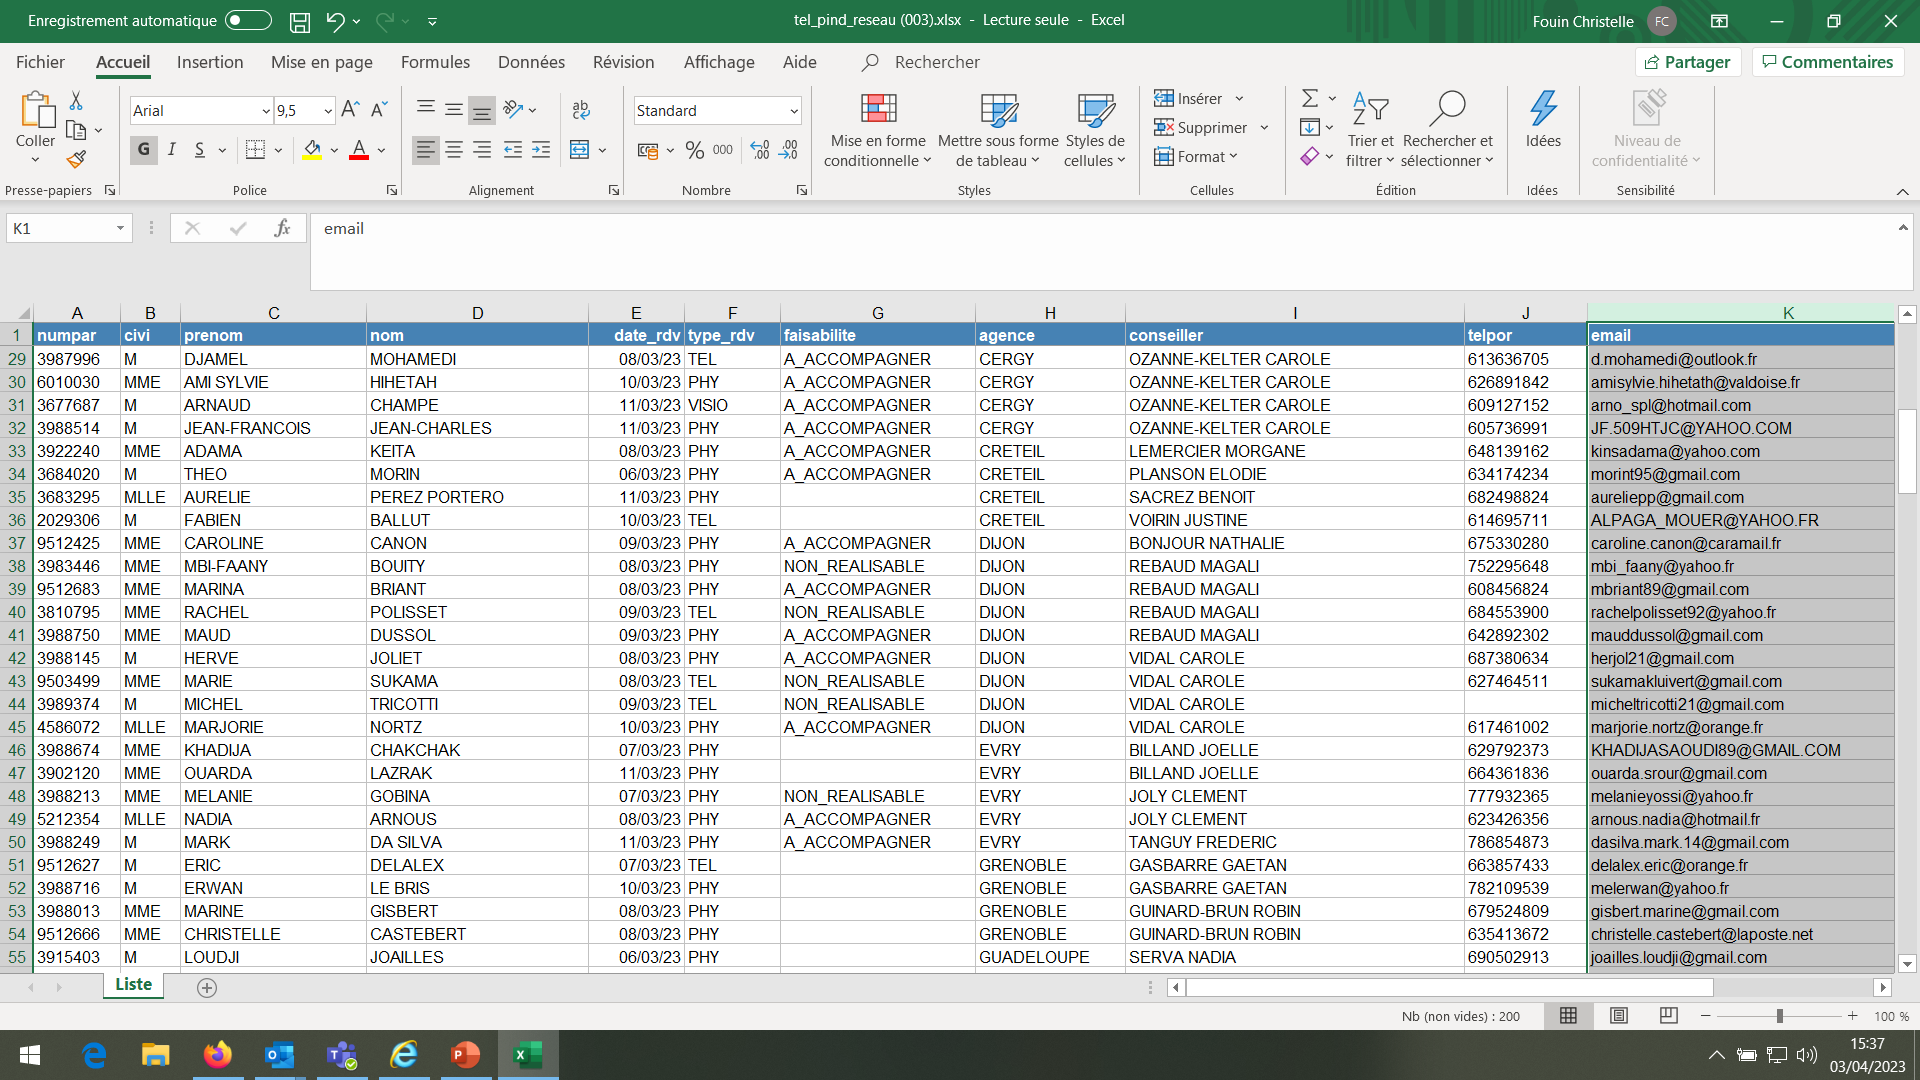 Enregistrement automatique
tel_pind_reseau (003).xlsx - Lecture seule - Excel
Fouin Christelle FC
Fichier Accueil Insertion Mise en page Formules Données Révision Affichage Aide Rechercher Partager Commentaires
Coller
Presse-papiers
Arial 9,5
G I S
Police
Alignement
Standard
% 000
Nombre
Mise en forme conditionnelle
Mettre sous forme de tableau
Styles de cellules
Styles
Insérer
Supprimer
Format
Cellules
Trier et filtrer
Rechercher et sélectionner
Édition
Idées
Idées
Niveau de confidentialité
Sensibilité
K1 fx email
A B C D E F G H I J K
1 numpar civi prenom nom date_rdv type_rdv faisabilite agence conseiller telpor email
29 3987996 M DJAMEL MOHAMEDI 08/03/23 TEL A_ACCOMPAGNER CERGY OZANNE-KELTER CAROLE 613636705 d.mohamedi@outlook.fr
30 6010030 MME AMI SYLVIE HIHETAH 10/03/23 PHY A_ACCOMPAGNER CERGY OZANNE-KELTER CAROLE 626891842 amisylvie.hihetath@valdoise.fr
31 3677687 M ARNAUD CHAMPE 11/03/23 VISIO A_ACCOMPAGNER CERGY OZANNE-KELTER CAROLE 609127152 arno_spl@hotmail.com
32 3988514 M JEAN-FRANCOIS JEAN-CHARLES 11/03/23 PHY A_ACCOMPAGNER CERGY OZANNE-KELTER CAROLE 605736991 JF.509HTJC@YAHOO.COM
33 3922240 MME ADAMA KEITA 08/03/23 PHY A_ACCOMPAGNER CRETEIL LEMERCIER MORGANE 648139162 kinsadama@yahoo.com
34 3684020 M THEO MORIN 06/03/23 PHY A_ACCOMPAGNER CRETEIL PLANSON ELODIE 634174234 morint95@gmail.com
35 3683295 MLLE AURELIE PEREZ PORTERO 11/03/23 PHY CRETEIL SACREZ BENOIT 682498824 aureliepp@gmail.com
36 2029306 M FABIEN BALLUT 10/03/23 TEL CRETEIL VOIRIN JUSTINE 614695711 ALPAGA_MOUER@YAHOO.FR
37 9512425 MME CAROLINE CANON 09/03/23 PHY A_ACCOMPAGNER DIJON BONJOUR NATHALIE 675330280 caroline.canon@caramail.fr
38 3983446 MME MBI-FAANY BOUITY 08/03/23 PHY NON_REALISABLE DIJON REBAUD MAGALI 752295648 mbi_faany@yahoo.fr
39 9512683 MME MARINA BRIANT 08/03/23 PHY A_ACCOMPAGNER DIJON REBAUD MAGALI 608456824 mbriant89@gmail.com
40 3810795 MME RACHEL POLISSET 09/03/23 TEL NON_REALISABLE DIJON REBAUD MAGALI 684553900 rachelpolisset92@yahoo.fr
41 3988750 MME MAUD DUSSOL 09/03/23 PHY A_ACCOMPAGNER DIJON REBAUD MAGALI 642892302 mauddussol@gmail.com
42 3988145 M HERVE JOLIET 08/03/23 PHY A_ACCOMPAGNER DIJON VIDAL CAROLE 687380634 herjol21@gmail.com
43 9503499 MME MARIE SUKAMA 08/03/23 PHY NON_REALISABLE DIJON VIDAL CAROLE 627464511 sukamakluivert@gmail.com
44 3989374 M MICHEL TRICOTTI 09/03/23 TEL NON_REALISABLE DIJON VIDAL CAROLE micheltricotti21@gmail.com
45 4586072 MLLE MARJORIE NORTZ 10/03/23 PHY A_ACCOMPAGNER DIJON VIDAL CAROLE 617461002 marjorie.nortz@orange.fr
46 3988674 MME KHADIJA CHAKCHAK 07/03/23 PHY EVRY BILLAND JOELLE 629792373 KHADIJASAOUDI89@GMAIL.COM
47 3902120 MME OUARDA LAZRAK 11/03/23 PHY EVRY BILLAND JOELLE 664361836 ouarda.srour@gmail.com
48 3988213 MME MELANIE GOBINA 07/03/23 PHY NON_REALISABLE EVRY JOLY CLEMENT 777932365 melanieyossi@yahoo.fr
49 5212354 MLLE NADIA ARNOUS 08/03/23 PHY A_ACCOMPAGNER EVRY JOLY CLEMENT 623426356 arnous.nadia@hotmail.fr
50 3988249 M MARK DA SILVA 11/03/23 PHY A_ACCOMPAGNER EVRY TANGUY FREDERIC 786854873 dasilva.mark.14@gmail.com
51 9512627 M ERIC DELALEX 07/03/23 TEL GRENOBLE GASBARRE GAETAN 663857433 delalex.eric@orange.fr
52 3988716 M ERWAN LE BRIS 10/03/23 PHY GRENOBLE GASBARRE GAETAN 782109539 melerwan@yahoo.fr
53 3988013 MME MARINE GISBERT 08/03/23 PHY GRENOBLE GUINARD-BRUN ROBIN 679524809 gisbert.marine@gmail.com
54 9512666 MME CHRISTELLE CASTEBERT 08/03/23 PHY GRENOBLE GUINARD-BRUN ROBIN 635413672 christelle.castebert@laposte.net
55 3915403 M LOUDJI JOAILLES 06/03/23 PHY GUADELOUPE SERVA NADIA 690502913 joailles.loudji@gmail.com
Liste
Nb (non vides) : 200 100 %
15:37
03/04/2023